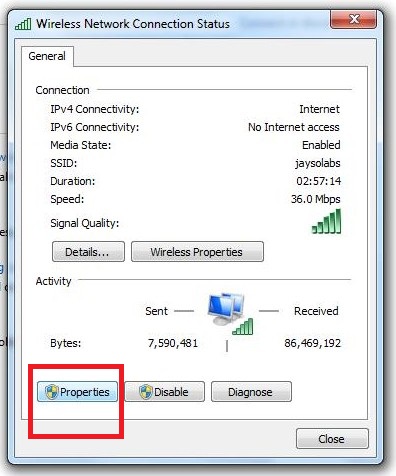 Wireless Network Connection Status
General
Connection
IPv4 Connectivity: Internet
IPv6 Connectivity: No Internet access
Media State: Enabled
SSID: jaysolabs
Duration: 02:57:14
Speed: 36.0 Mbps
Signal Quality:
Details... Wireless Properties
Activity
Sent Received
Bytes: 7,590,481 86,469,192
Properties Disable Diagnose
Close